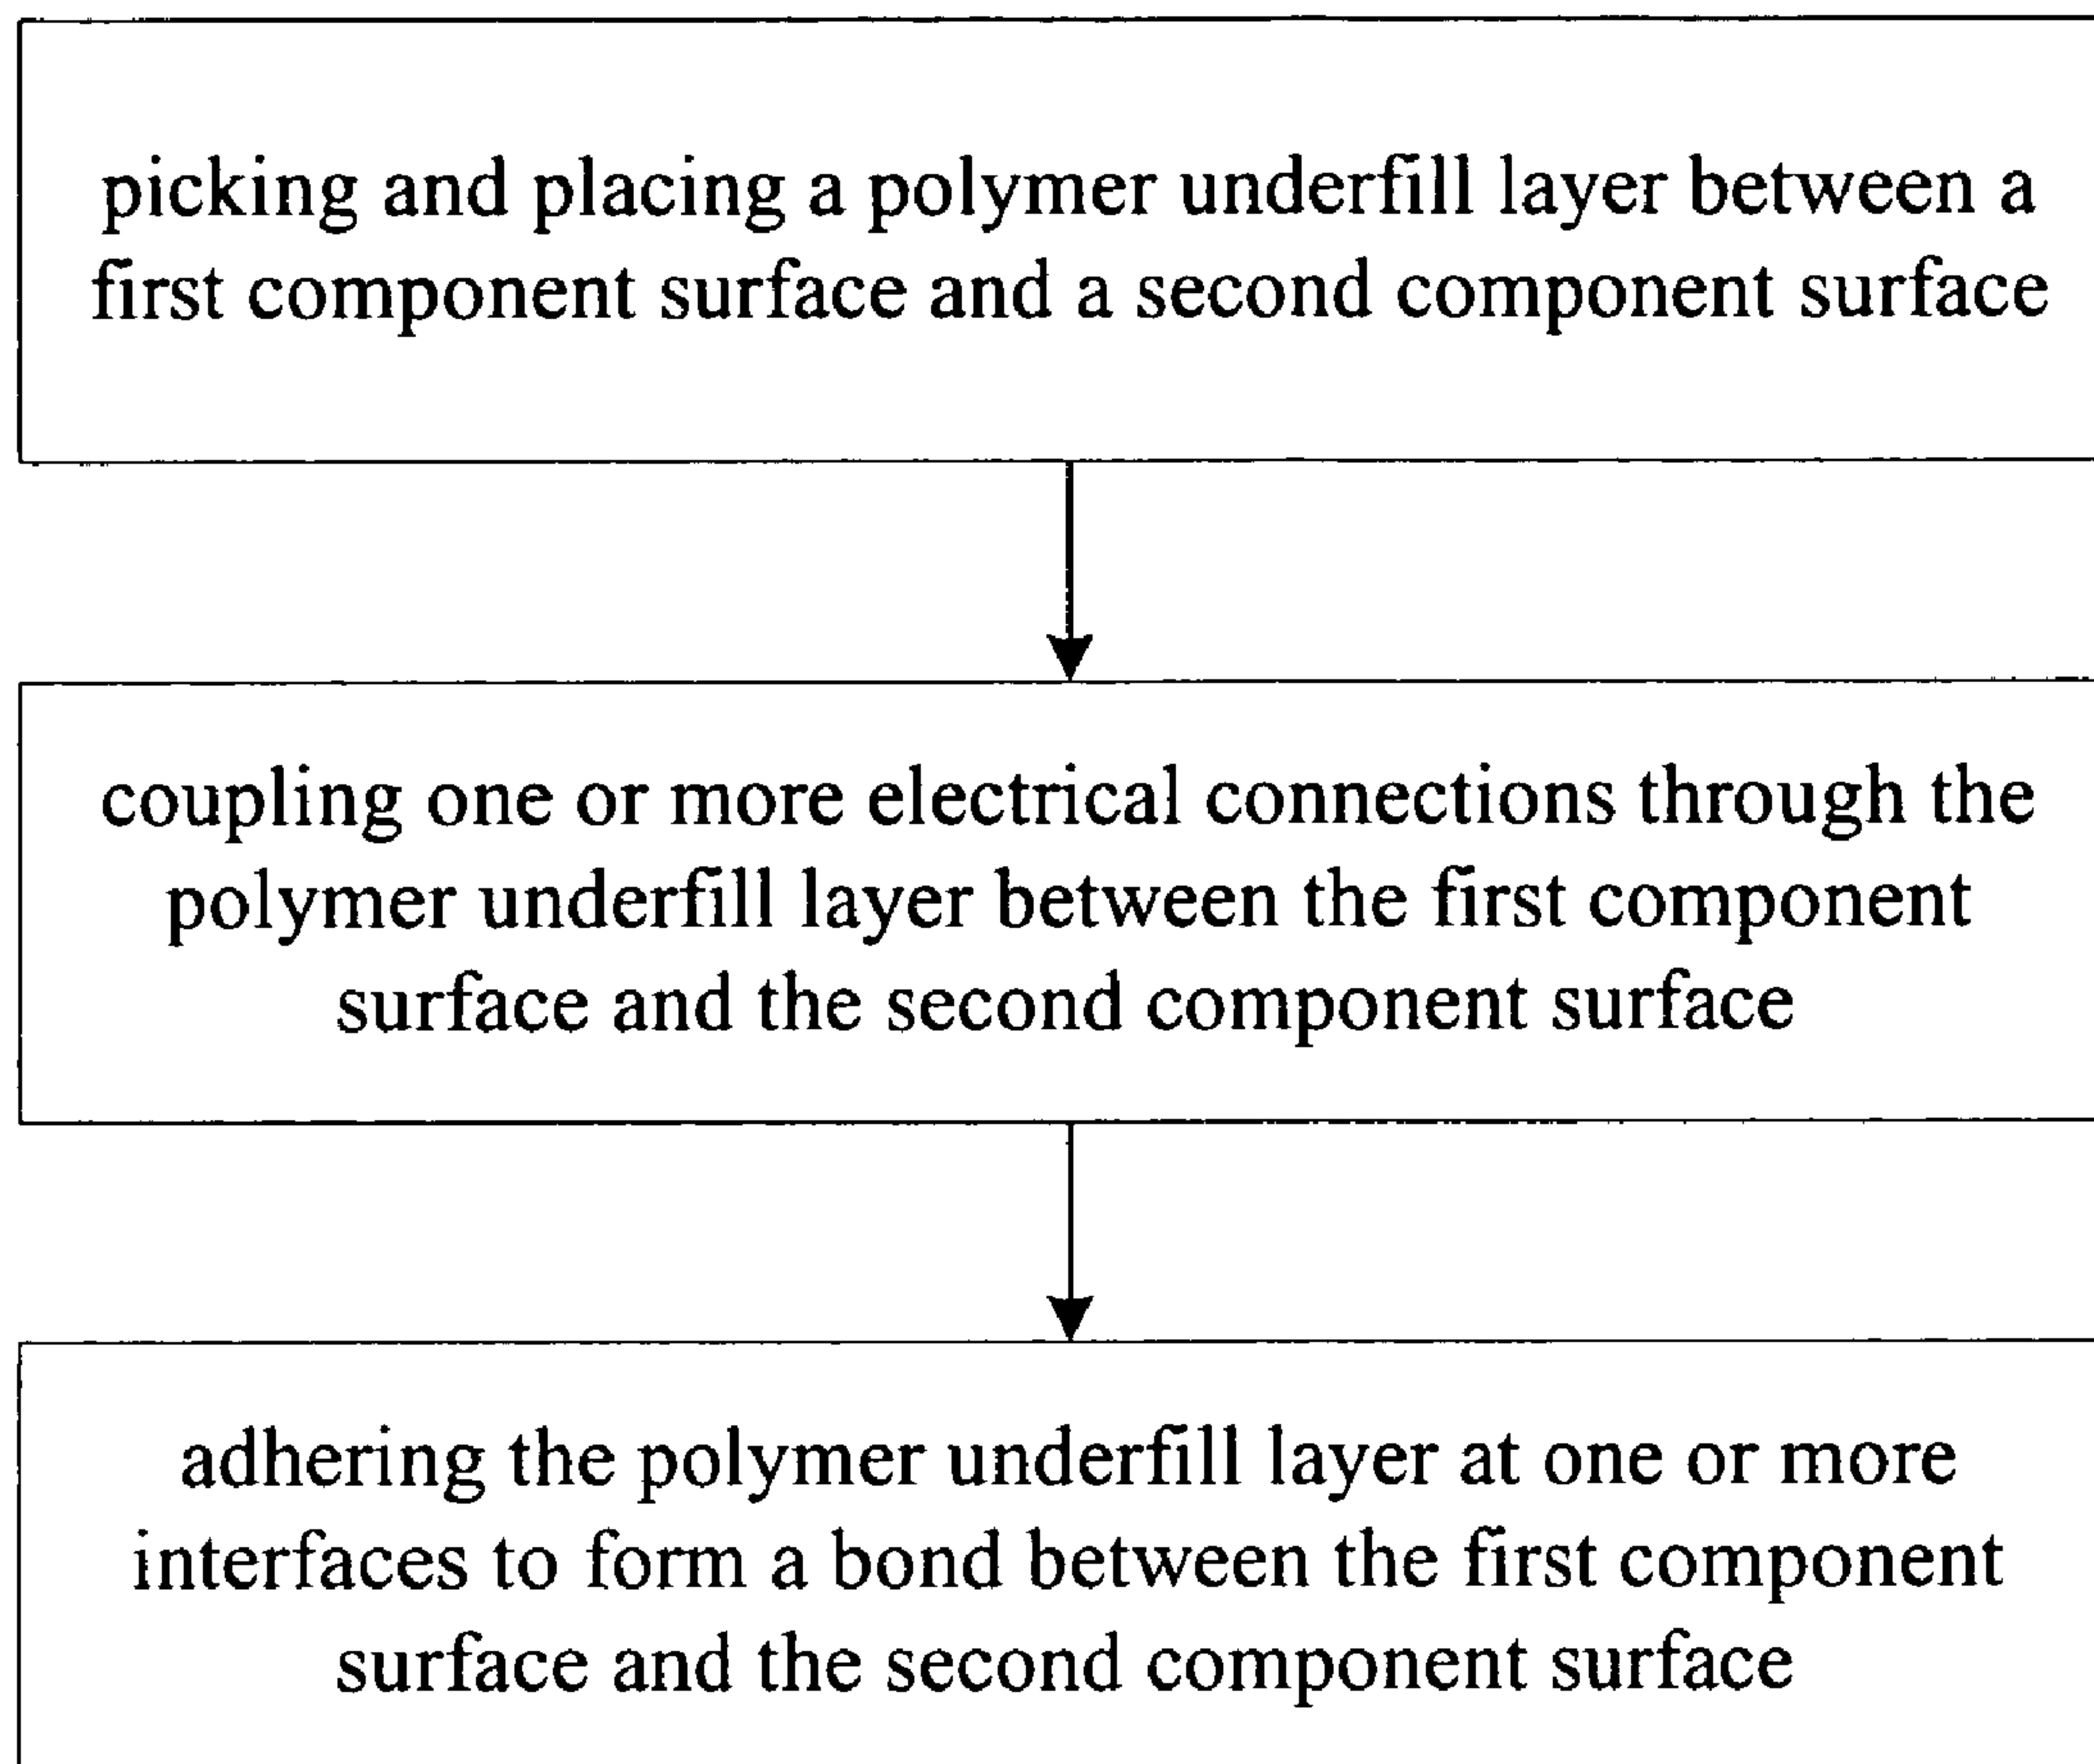 picking and placing a polymer underfill layer between a
first component surface and a second component surface
coupling one or more electrical connections through the
polymer underfill layer between the first component
surface and the second component surface
adhering the polymer underfill layer at one or more
interfaces to form a bond between the first component
surface and the second component surface